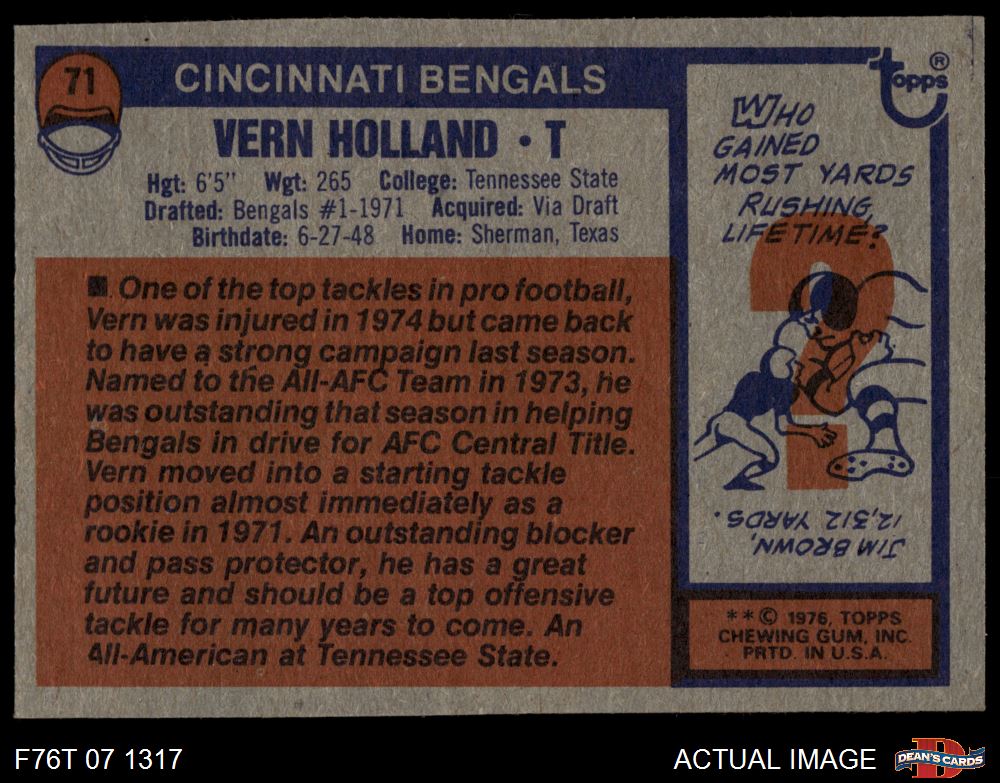 71
CINCINNATI BENGALS
VERN HOLLAND • T
Hgt: 6'5" Wgt: 265 College: Tennessee State
Drafted: Bengals #1-1971 Acquired: Via Draft
Birthdate: 6-27-48 Home: Sherman, Texas
■ One of the top tackles in pro football,
Vern was injured in 1974 but came back
to have a strong campaign last season.
Named to the All-AFC Team in 1973, he
was outstanding that season in helping
Bengals in drive for AFC Central Title.
Vern moved into a starting tackle
position almost immediately as a
rookie in 1971. An outstanding blocker
and pass protector, he has a great
future and should be a top offensive
tackle for many years to come. An
All-American at Tennessee State.
topps®
WHO
GAINED
MOST YARDS
RUSHING,
LIFETIME?
JIM BROWN,
12,312 YARDS.
**© 1976, TOPPS
CHEWING GUM, INC.
PRTD. IN U.S.A.
F76T 07 1317
ACTUAL IMAGE
D
DEAN'S CARDS